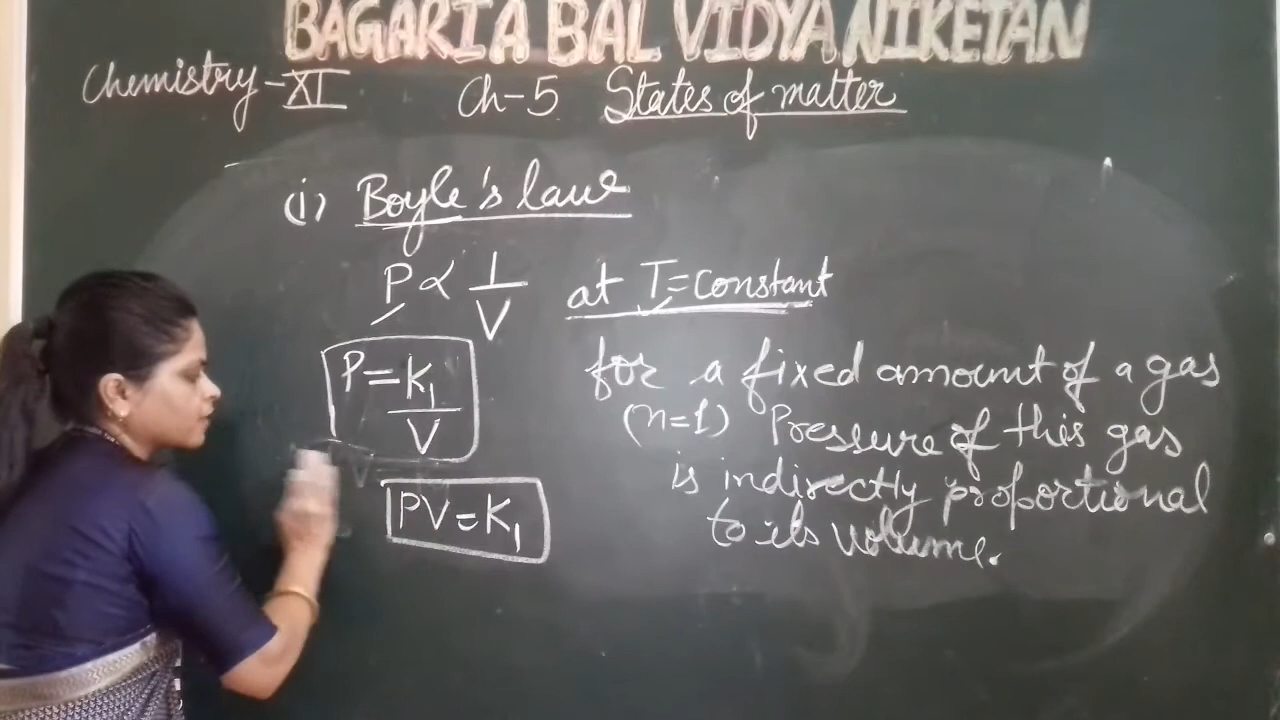 BAGARIA BAL VIDYA NIKETAN
Chemistry-XI Ch-5 States of matter
(i) Boyle's law
P ∝ 1/V at T=constant
P=K₁/V
for a fixed amount of a gas
(n=1) Pressure of this gas
is indirectly proportional
to its volume.
PV=K₁